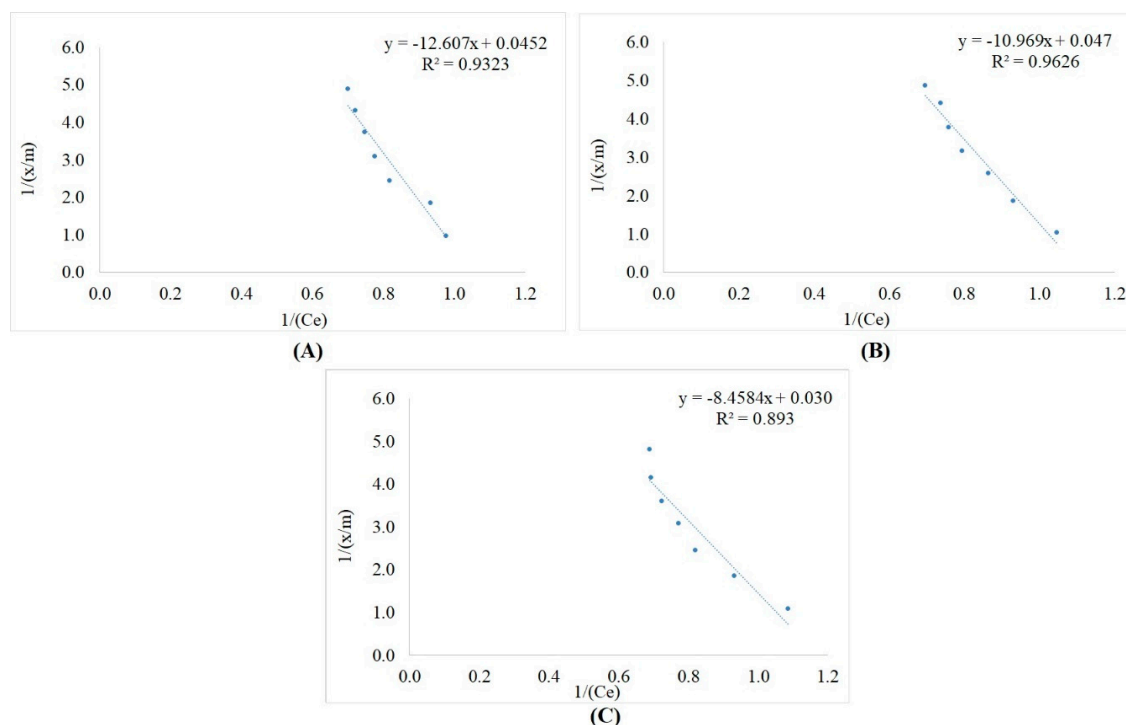 y = -12.607x + 0.0452
R² = 0.9323
6.0
5.0
4.0
3.0
2.0
1.0
0.0
1/(x/m)
0.0 0.2 0.4 0.6 0.8 1.0 1.2
1/(Ce)
(A)
y = -10.969x + 0.047
R² = 0.9626
6.0
5.0
4.0
3.0
2.0
1.0
0.0
1/(x/m)
0.0 0.2 0.4 0.6 0.8 1.0 1.2
1/(Ce)
(B)
y = -8.4584x + 0.030
R² = 0.893
6.0
5.0
4.0
3.0
2.0
1.0
0.0
1/(x/m)
0.0 0.2 0.4 0.6 0.8 1.0 1.2
1/(Ce)
(C)